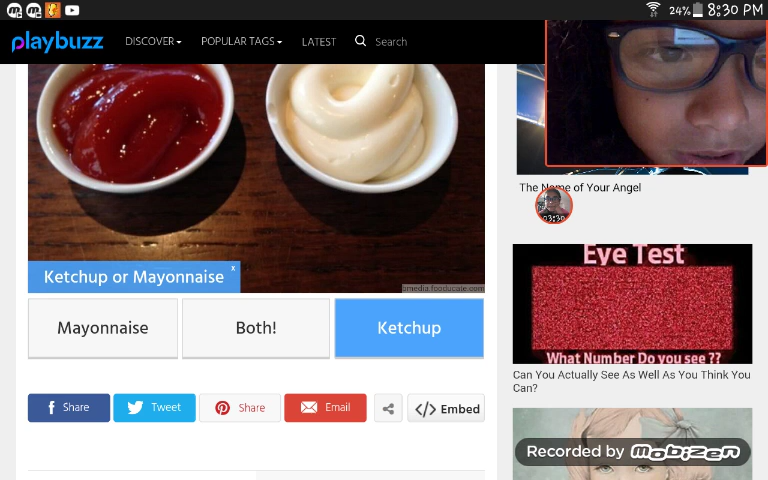 24% 8:30 PM
playbuzz DISCOVER POPULAR TAGS LATEST Search
The Name of Your Angel
03:30
Ketchup or Mayonnaise x
media.fooducate.com
Mayonnaise Both! Ketchup
Eye Test
What Number Do you see ??
Can You Actually See As Well As You Think You
Can?
f Share Tweet Share Email </> Embed
Recorded by mobizen